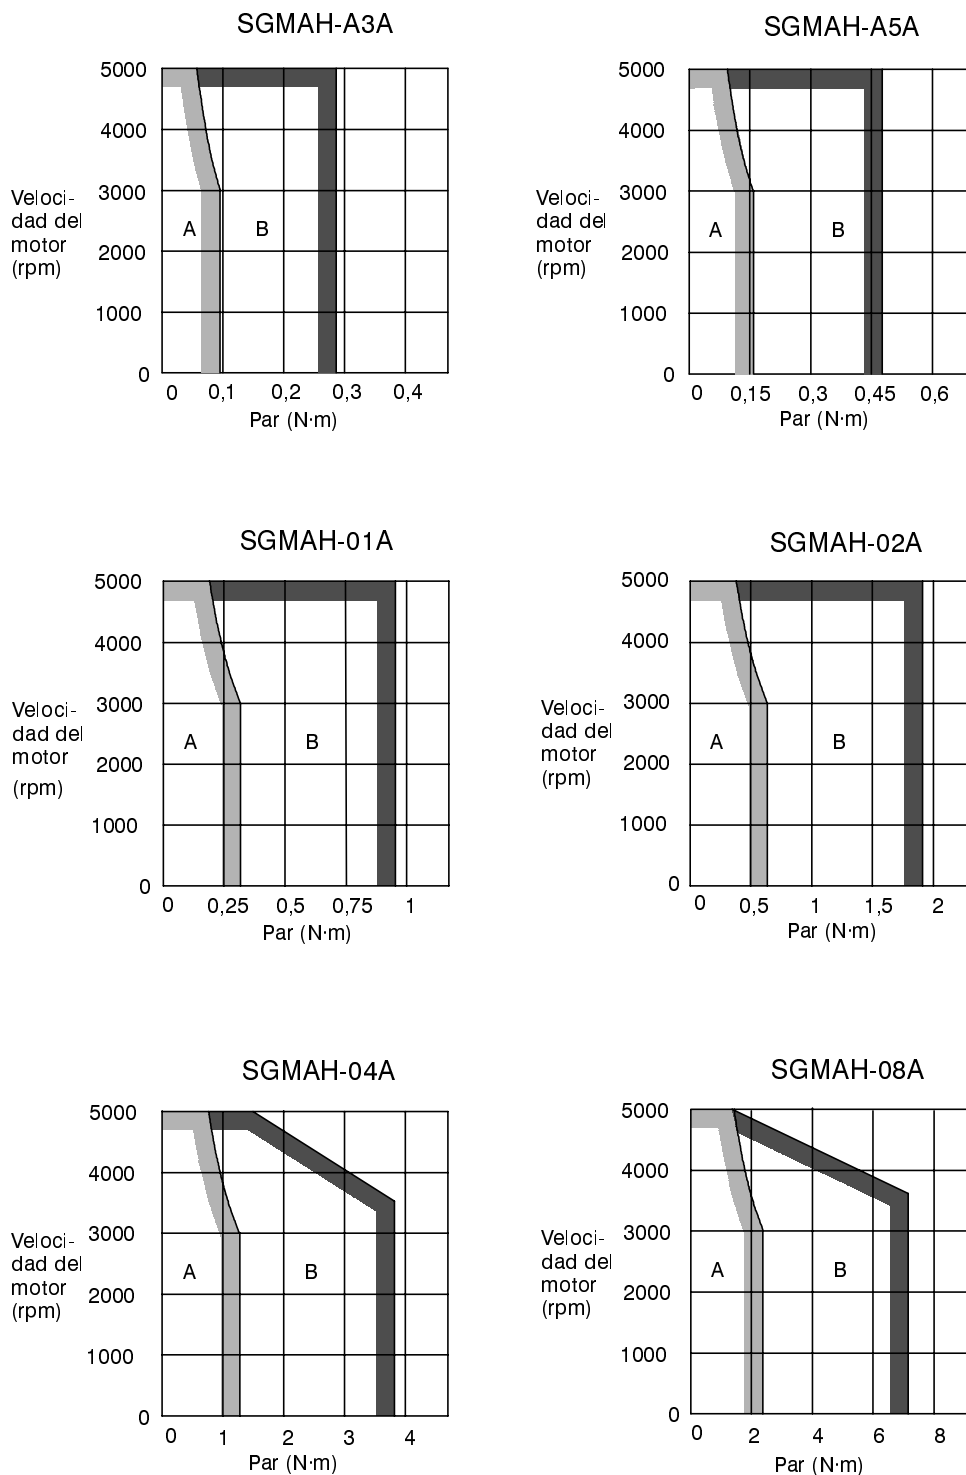 SGMAH-A3A
5000
4000
3000
2000
1000
0
Veloci-
dad del
motor
(rpm)
A
B
0 0,1 0,2 0,3 0,4
Par (N·m)
SGMAH-A5A
5000
4000
3000
2000
1000
0
Veloci-
dad del
motor
(rpm)
A
B
0 0,15 0,3 0,45 0,6
Par (N·m)
SGMAH-01A
5000
4000
3000
2000
1000
0
Veloci-
dad del
motor
(rpm)
A
B
0 0,25 0,5 0,75 1
Par (N·m)
SGMAH-02A
5000
4000
3000
2000
1000
0
Veloci-
dad del
motor
(rpm)
A
B
0 0,5 1 1,5 2
Par (N·m)
SGMAH-04A
5000
4000
3000
2000
1000
0
Veloci-
dad del
motor
(rpm)
A
B
0 1 2 3 4
Par (N·m)
SGMAH-08A
5000
4000
3000
2000
1000
0
Veloci-
dad del
motor
(rpm)
A
B
0 2 4 6 8
Par (N·m)